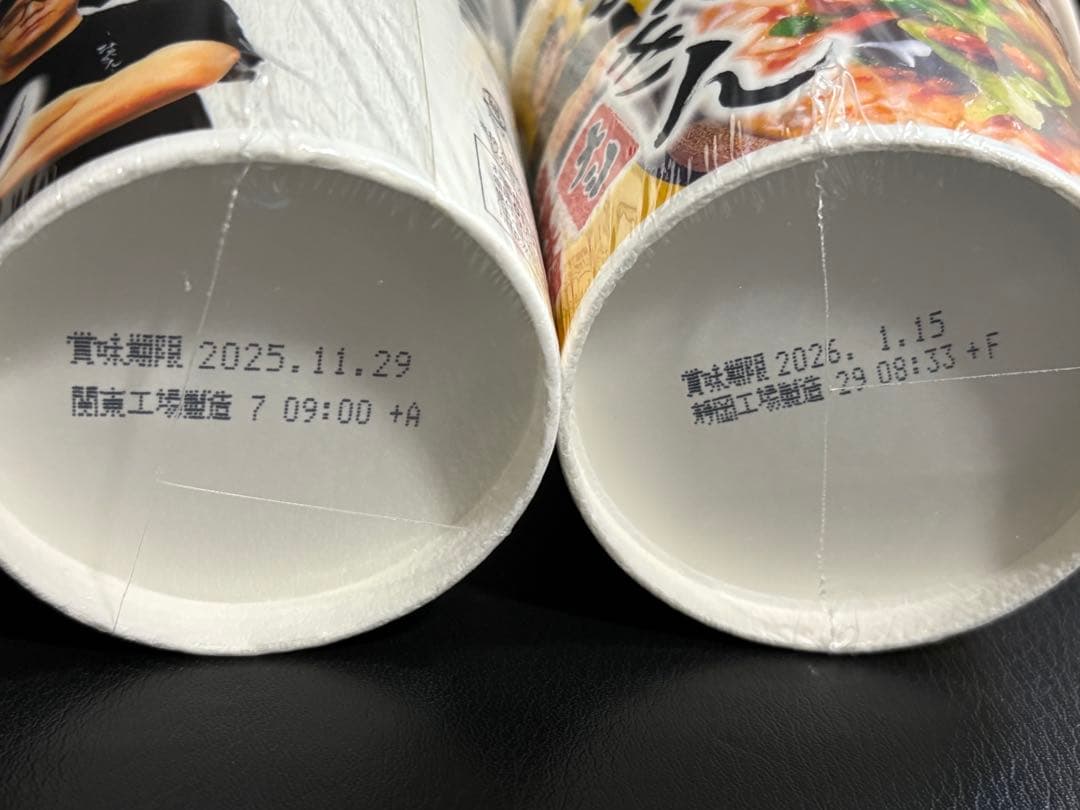 賞味期限 2025.11.29
関東工場製造 7 09:00 +A
賞味期限 2026. 1.15
静岡工場製造 29 08:33 +F